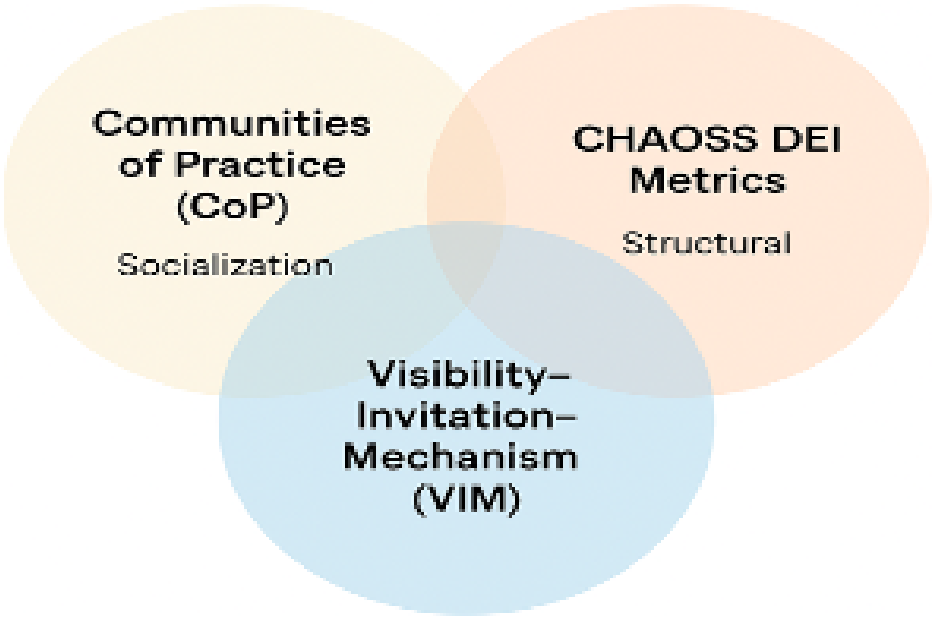 Communities
of Practice
(CoP)
Socialization
CHAOSS DEI
Metrics
Structural
Visibility–
Invitation–
Mechanism
(VIM)